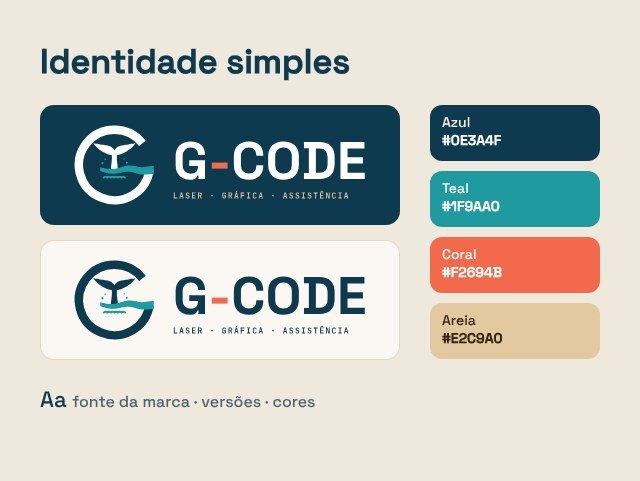 Identidade simples
G-CODE
LASER · GRÁFICA · ASSISTÊNCIA
G-CODE
LASER · GRÁFICA · ASSISTÊNCIA
Azul
#0E3A4F
Teal
#1F9AA0
Coral
#F2694B
Areia
#E2C9A0
Aa fonte da marca · versões · cores